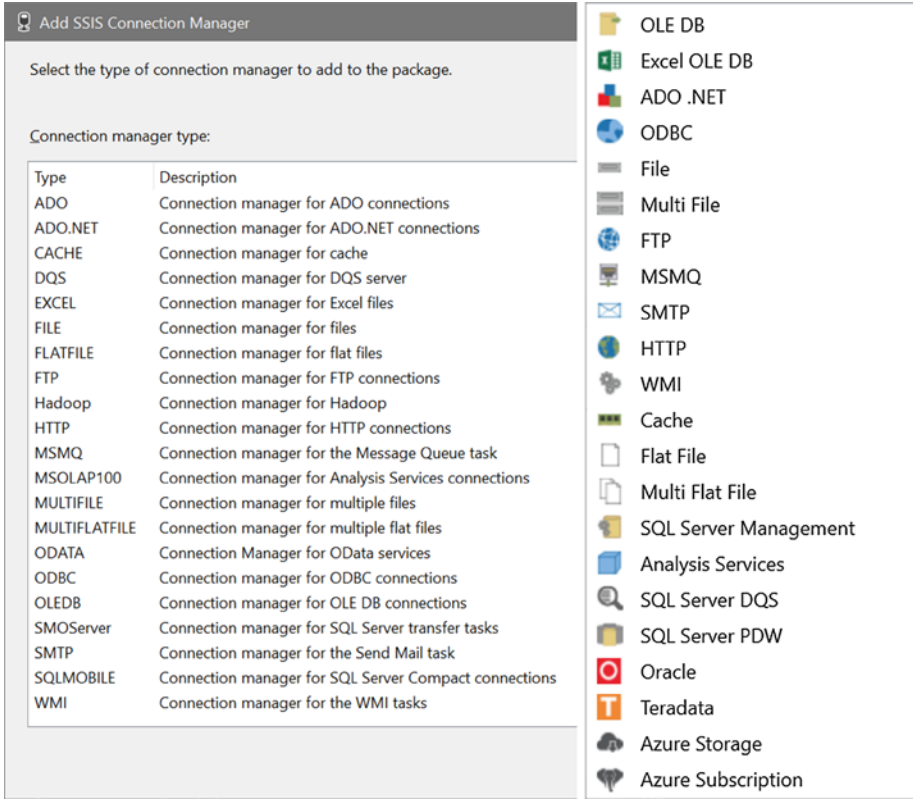 Add SSIS Connection Manager
Select the type of connection manager to add to the package.
Connection manager type:
Type Description
ADO Connection manager for ADO connections
ADO.NET Connection manager for ADO.NET connections
CACHE Connection manager for cache
DQS Connection manager for DQS server
EXCEL Connection manager for Excel files
FILE Connection manager for files
FLATFILE Connection manager for flat files
FTP Connection manager for FTP connections
Hadoop Connection manager for Hadoop
HTTP Connection manager for HTTP connections
MSMQ Connection manager for the Message Queue task
MSOLAP100 Connection manager for Analysis Services connections
MULTIFILE Connection manager for multiple files
MULTIFLATFILE Connection manager for multiple flat files
ODATA Connection Manager for OData services
ODBC Connection manager for ODBC connections
OLEDB Connection manager for OLE DB connections
SMOServer Connection manager for SQL Server transfer tasks
SMTP Connection manager for the Send Mail task
SQLMOBILE Connection manager for SQL Server Compact connections
WMI Connection manager for the WMI tasks
OLE DB
Excel OLE DB
ADO .NET
ODBC
File
Multi File
FTP
MSMQ
SMTP
HTTP
WMI
Cache
Flat File
Multi Flat File
SQL Server Management
Analysis Services
SQL Server DQS
SQL Server PDW
Oracle
Teradata
Azure Storage
Azure Subscription